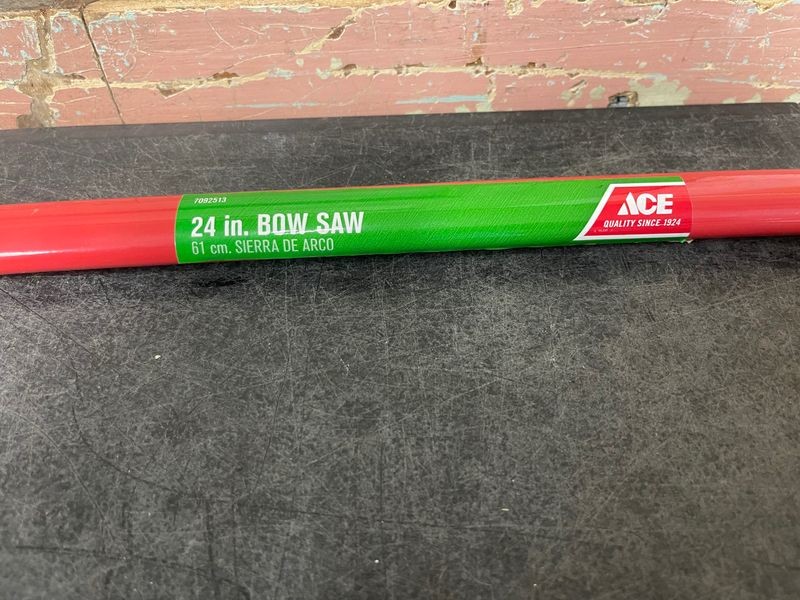 7092513
24 in. BOW SAW
61 cm. SIERRA DE ARCO
ACE
QUALITY SINCE 1924